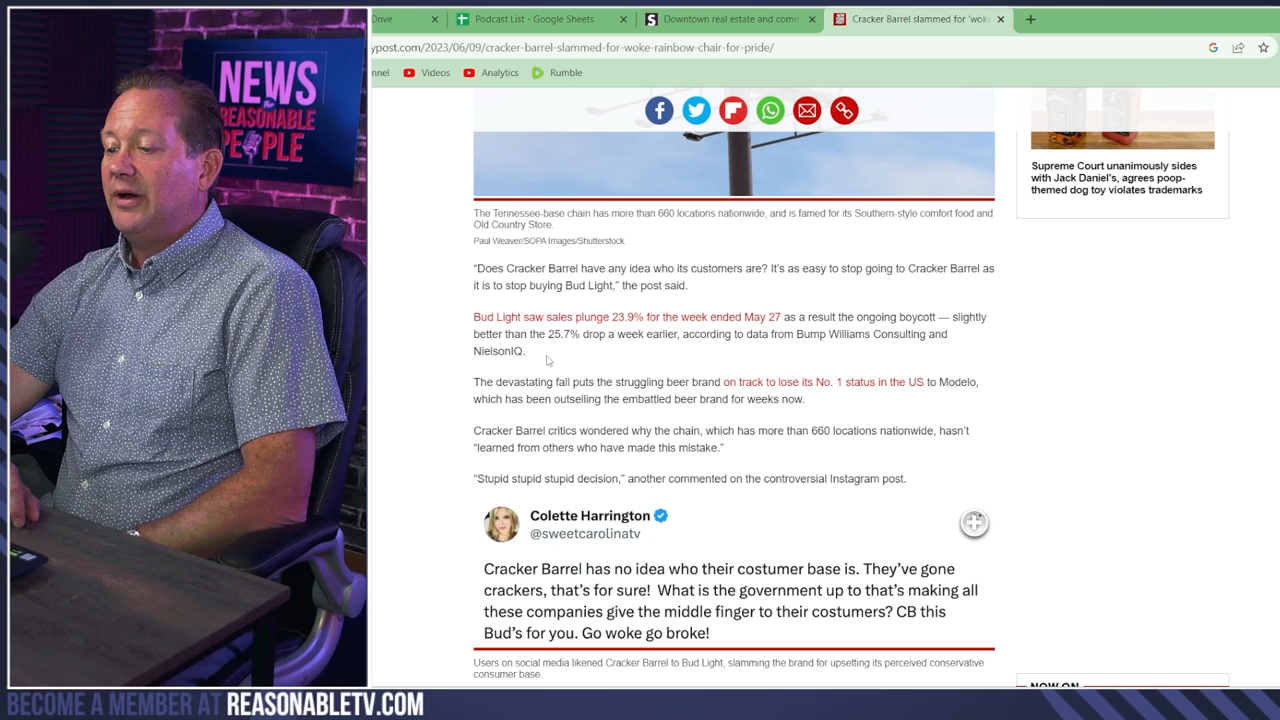 Drive
Podcast List - Google Sheets
Downtown real estate and comm
Cracker Barrel slammed for 'woke
ypost.com/2023/06/09/cracker-barrel-slammed-for-woke-rainbow-chair-for-pride/
nnel
Videos
Analytics
Rumble
NEWS
for
REASONABLE
PEOPLE
The Tennessee-base chain has more than 660 locations nationwide, and is famed for its Southern-style comfort food and
Old Country Store.
Paul Weaver/SOPA Images/Shutterstock
“Does Cracker Barrel have any idea who its customers are? It’s as easy to stop going to Cracker Barrel as
it is to stop buying Bud Light,” the post said.
Bud Light saw sales plunge 23.9% for the week ended May 27 as a result the ongoing boycott — slightly
better than the 25.7% drop a week earlier, according to data from Bump Williams Consulting and
NielsonIQ.
The devastating fall puts the struggling beer brand on track to lose its No. 1 status in the US to Modelo,
which has been outselling the embattled beer brand for weeks now.
Cracker Barrel critics wondered why the chain, which has more than 660 locations nationwide, hasn’t
“learned from others who have made this mistake.”
“Stupid stupid stupid decision,” another commented on the controversial Instagram post.
Colette Harrington
@sweetcarolinatv
Cracker Barrel has no idea who their costumer base is. They’ve gone
crackers, that’s for sure! What is the government up to that’s making all
these companies give the middle finger to their costumers? CB this
Bud’s for you. Go woke go broke!
Users on social media likened Cracker Barrel to Bud Light, slamming the brand for upsetting its perceived conservative
consumer base.
Supreme Court unanimously sides
with Jack Daniel's, agrees poop-
themed dog toy violates trademarks
NOW ON
BECOME A MEMBER AT REASONABLETV.COM